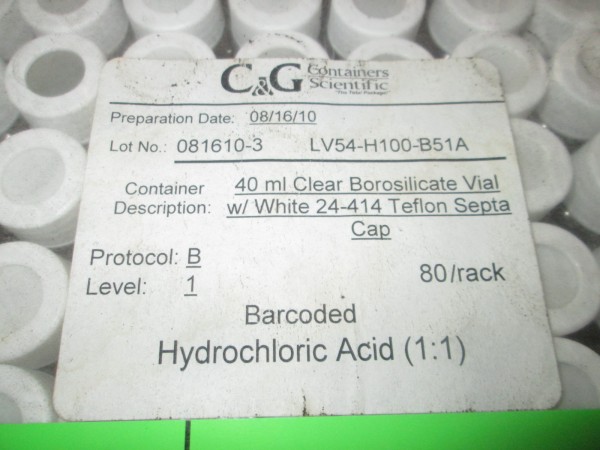 C&G Containers Scientific
"The Total Package"
Preparation Date: 08/16/10
Lot No.: 081610-3 LV54-H100-B51A
Container Description: 40 ml Clear Borosilicate Vial
w/ White 24-414 Teflon Septa
Cap
Protocol: B
Level: 1 80/rack
Barcoded
Hydrochloric Acid (1:1)